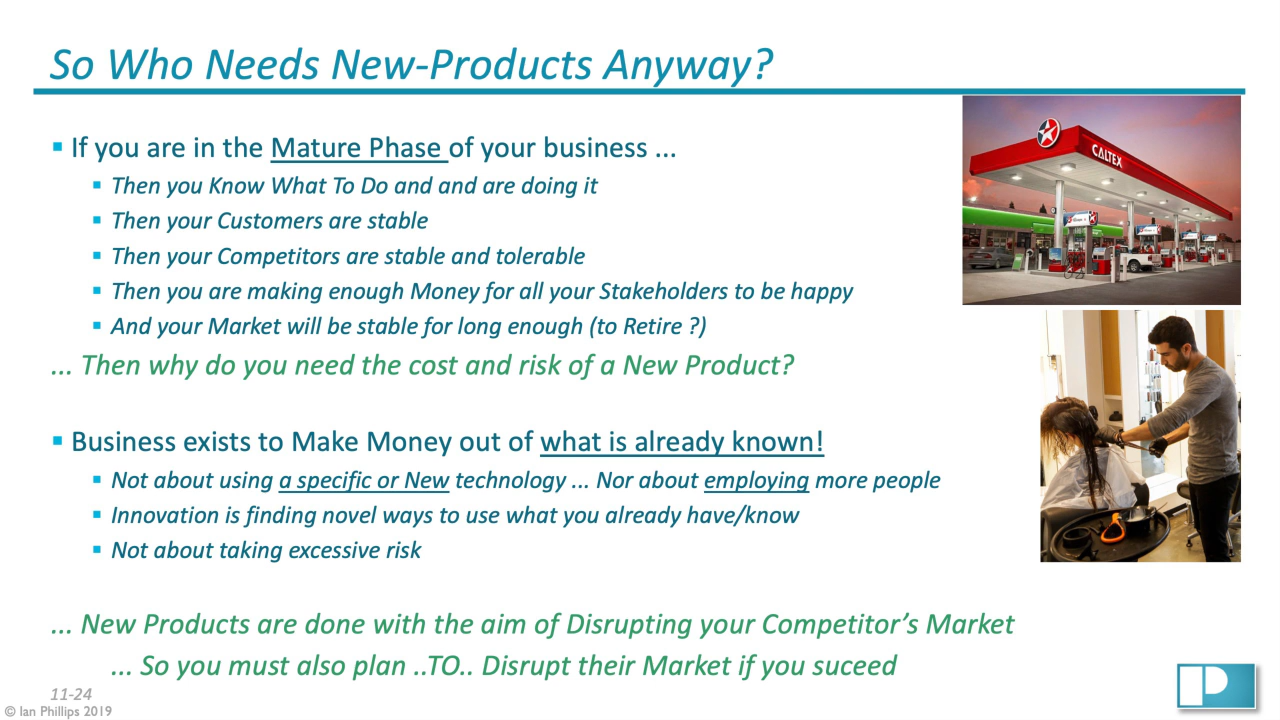 So Who Needs New-Products Anyway?
If you are in the Mature Phase of your business ...
Then you Know What To Do and and are doing it
Then your Customers are stable
Then your Competitors are stable and tolerable
Then you are making enough Money for all your Stakeholders to be happy
And your Market will be stable for long enough (to Retire ?)
... Then why do you need the cost and risk of a New Product?
CALTEX
Business exists to Make Money out of what is already known!
Not about using a specific or New technology ... Nor about employing more people
Innovation is finding novel ways to use what you already have/know
Not about taking excessive risk
... New Products are done with the aim of Disrupting your Competitor’s Market
... So you must also plan ..TO.. Disrupt their Market if you suceed
11-24
© Ian Phillips 2019
P